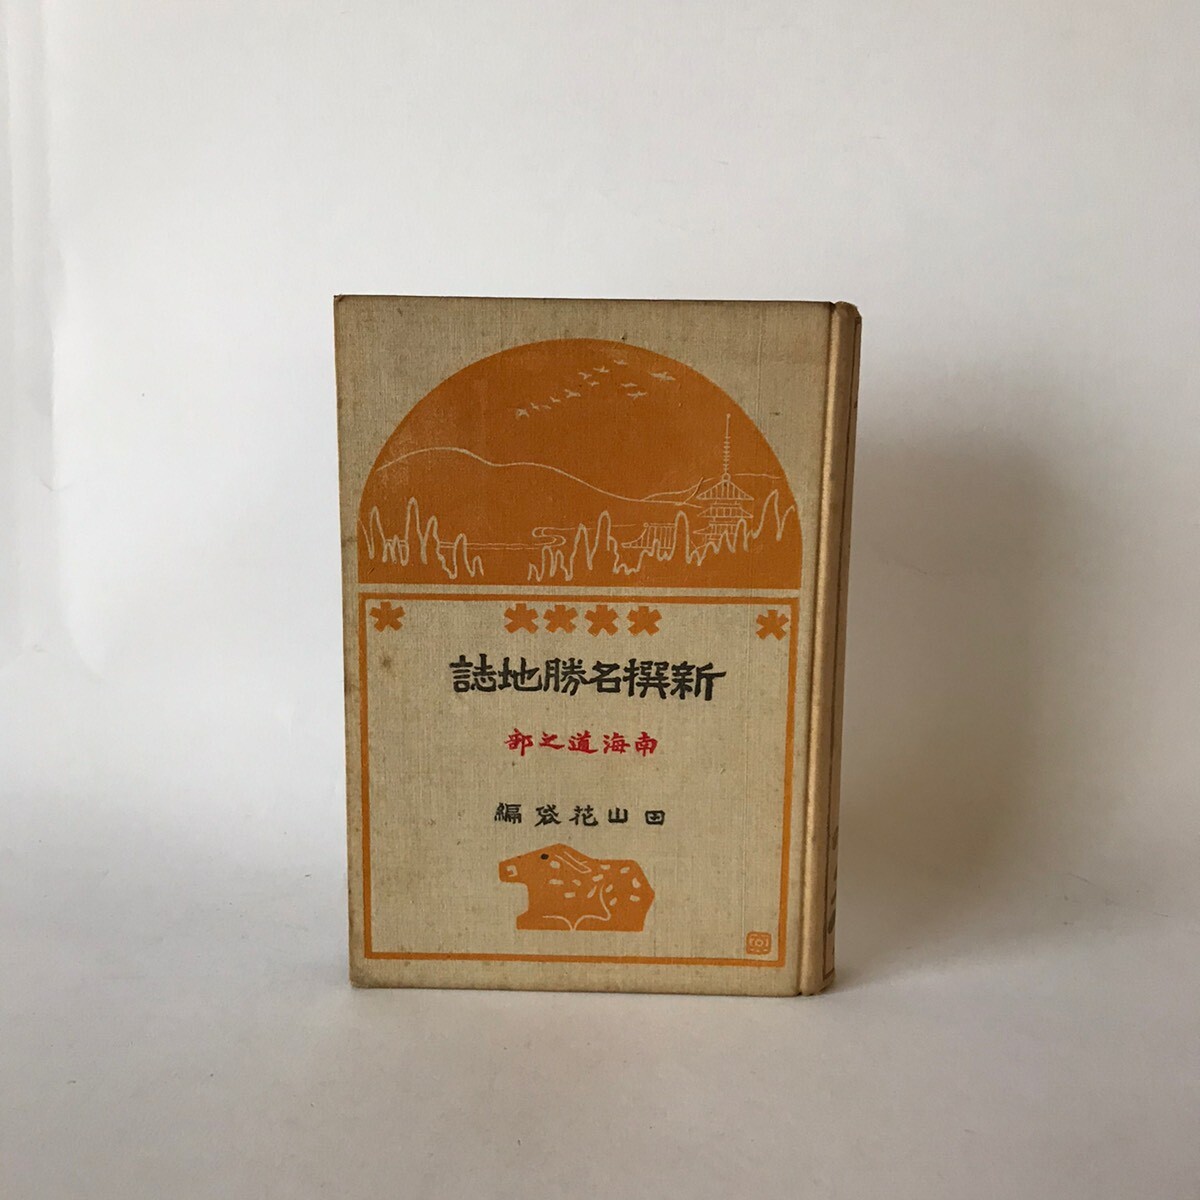 新撰名勝地誌
南海道之部
田山花袋編